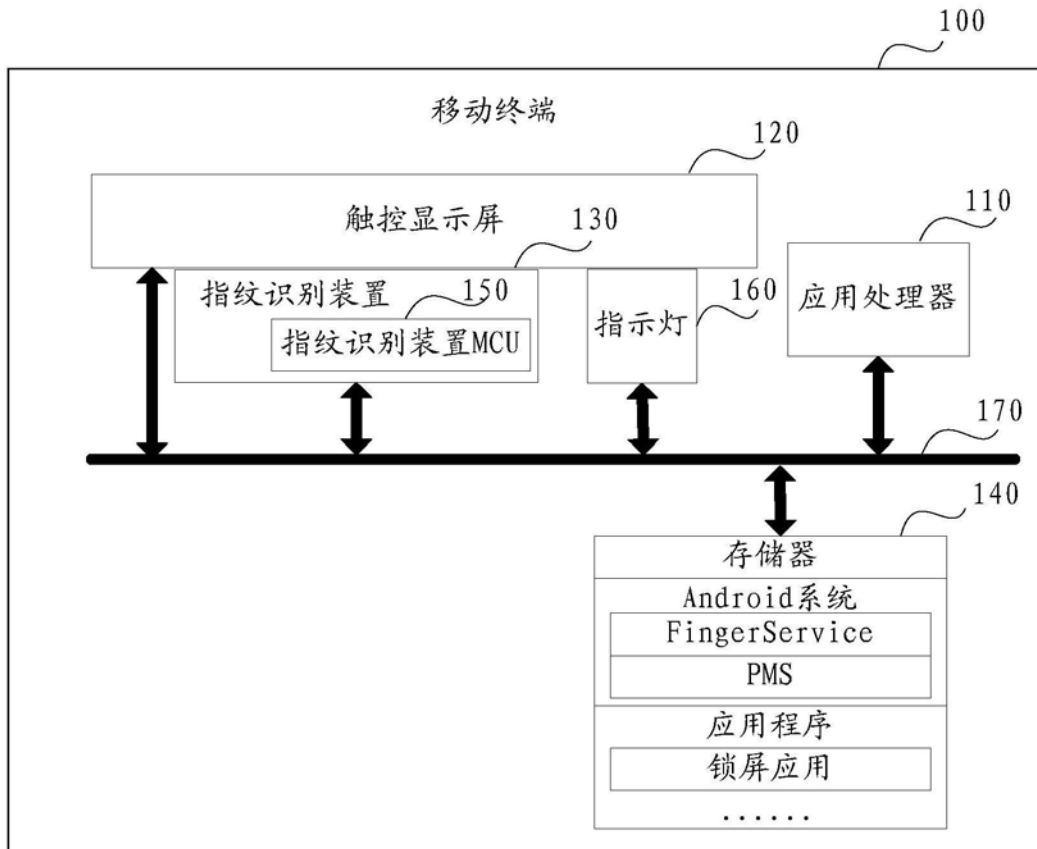 100
移动终端
120
触控显示屏
130
110
指纹识别装置
150
指纹识别装置MCU
指示灯
160
应用处理器
170
140
存储器
Android系统
FingerService
PMS
应用程序
锁屏应用
......